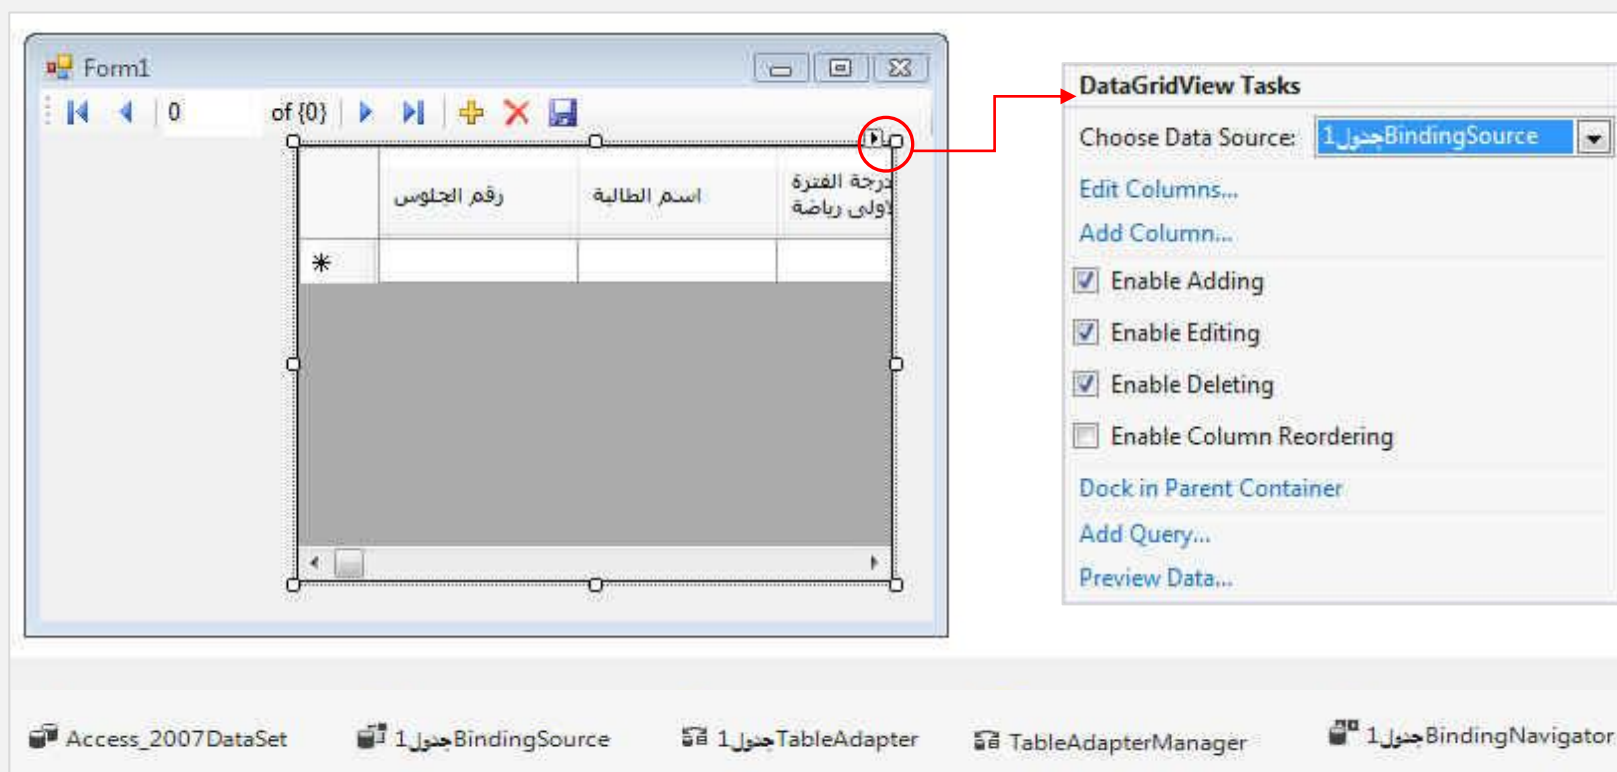 Form1
0 of {0}
رقم الجلوس
اسم الطالبة
درجة الفترة
لاولى رياضة
DataGridView Tasks
Choose Data Source: جدول1BindingSource
Edit Columns...
Add Column...
Enable Adding
Enable Editing
Enable Deleting
Enable Column Reordering
Dock in Parent Container
Add Query...
Preview Data...
Access_2007DataSet
جدول1BindingSource
جدول1TableAdapter
TableAdapterManager
جدول1BindingNavigator